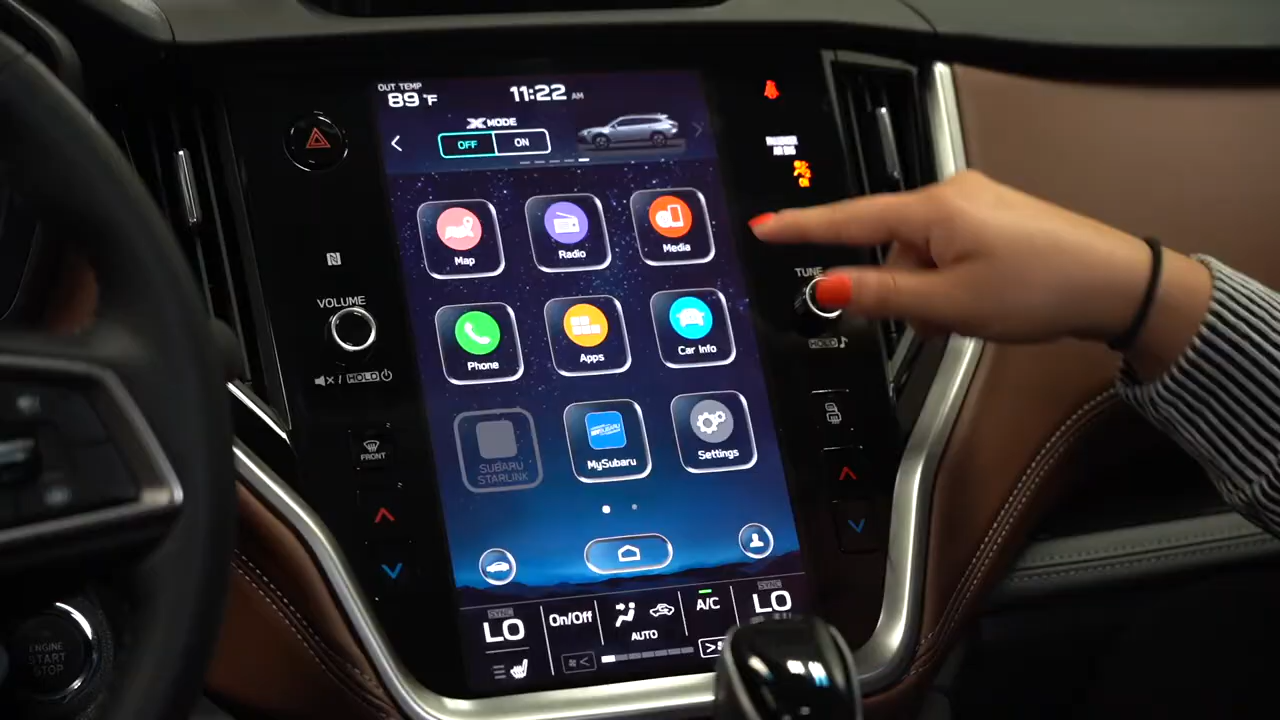 OUT TEMP
89°F
11:22 AM
X MODE
OFF
ON
Map
Radio
Media
Phone
Apps
Car Info
SUBARU
STARLINK
MySubaru
Settings
VOLUME
HOLD
FRONT
TUNE
HOLD
SYNC
LO
On/Off
AUTO
A/C
SYNC
LO
ENGINE
START
STOP